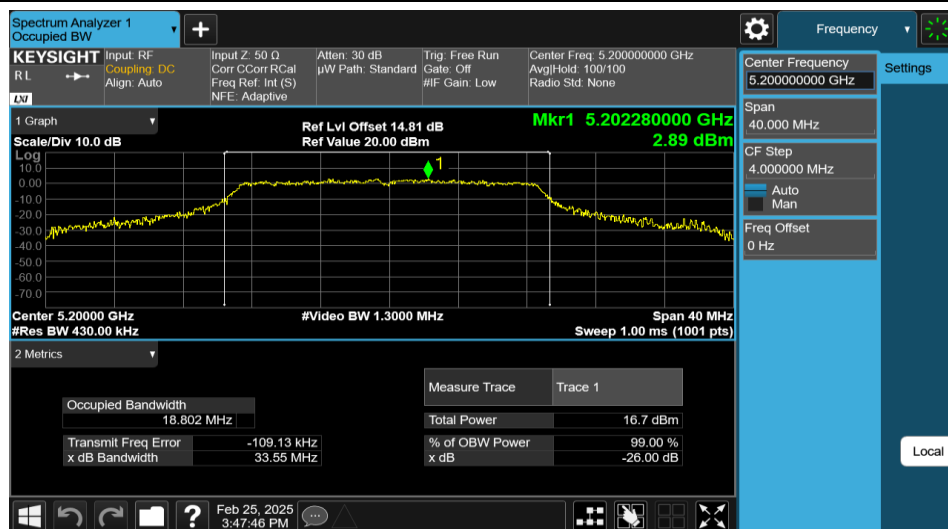 Spectrum Analyzer 1
Occupied BW
+
Frequency
KEYSIGHT
R L
LXI
Input: RF
Coupling: DC
Align: Auto
Input Z: 50 Ω
Corr CCorr RCal
Freq Ref: Int (S)
NFE: Adaptive
Atten: 30 dB
µW Path: Standard
Trig: Free Run
Gate: Off
#IF Gain: Low
Center Freq: 5.200000000 GHz
Avg|Hold: 100/100
Radio Std: None
Center Frequency
5.200000000 GHz
Settings
Span
40.000 MHz
CF Step
4.000000 MHz
Auto
Man
Freq Offset
0 Hz
Local
1 Graph
Scale/Div 10.0 dB
Ref Lvl Offset 14.81 dB
Ref Value 20.00 dBm
Mkr1 5.202280000 GHz
2.89 dBm
Log
10.0
0.00
-10.0
-20.0
-30.0
-40.0
-50.0
-60.0
-70.0
1
Center 5.20000 GHz
#Res BW 430.00 kHz
#Video BW 1.3000 MHz
Span 40 MHz
Sweep 1.00 ms (1001 pts)
2 Metrics
Measure Trace Trace 1
Occupied Bandwidth
18.802 MHz
Total Power 16.7 dBm
Transmit Freq Error -109.13 kHz
% of OBW Power 99.00 %
x dB Bandwidth 33.55 MHz
x dB -26.00 dB
?
Feb 25, 2025
3:47:46 PM